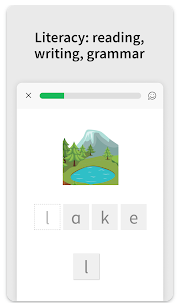 Literacy: reading,
writing, grammar
l a k e
l